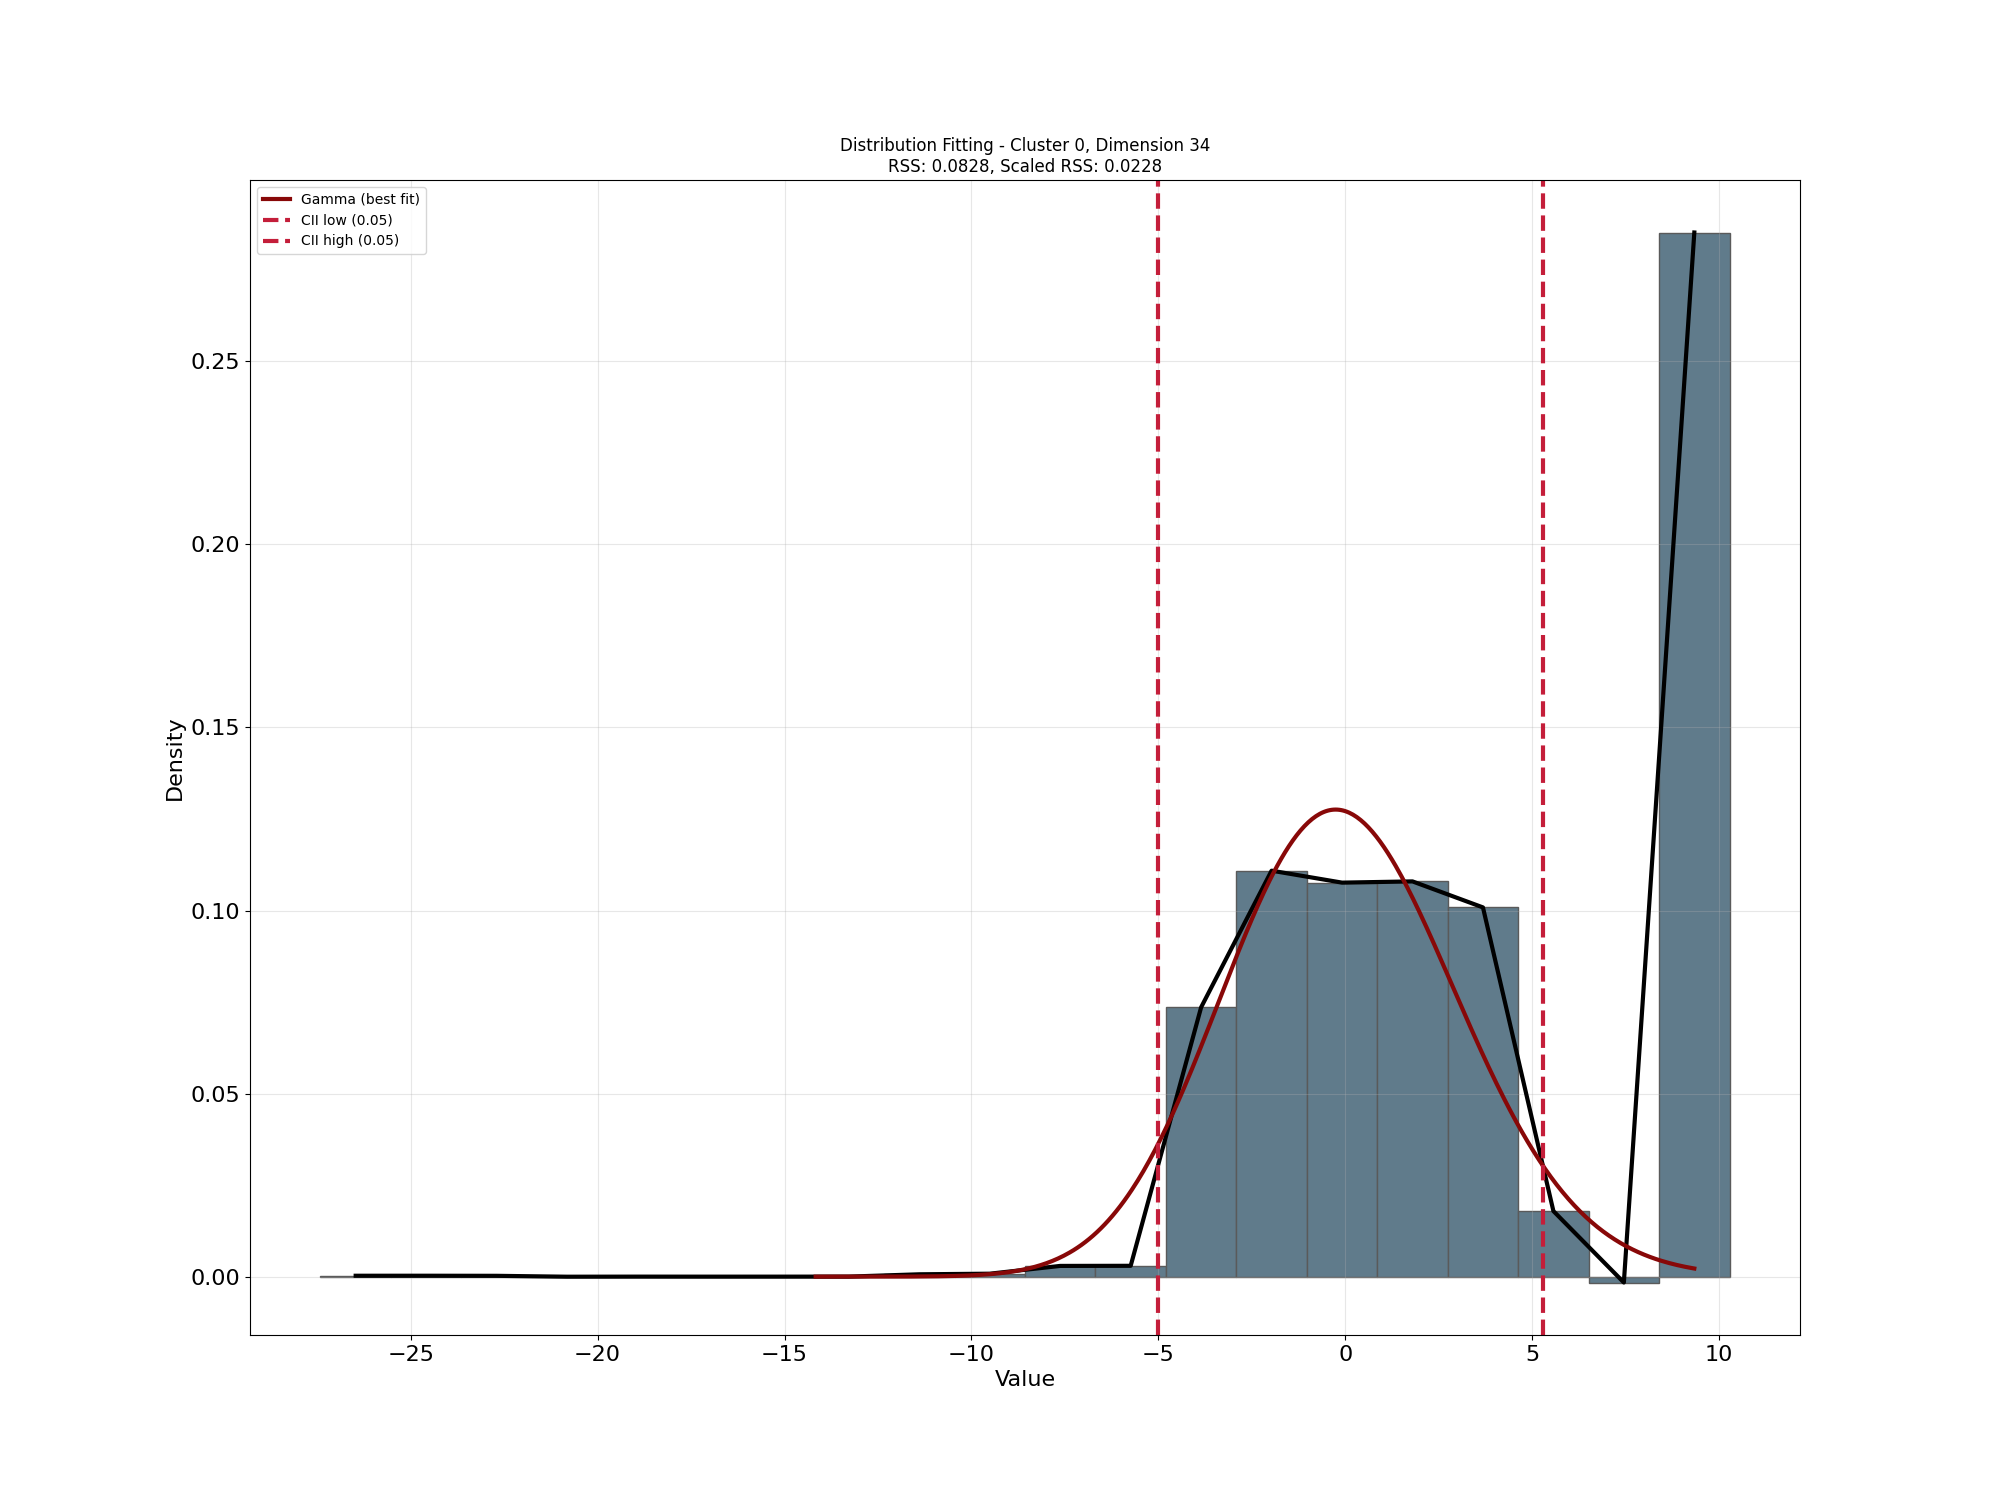 Distribution Fitting - Cluster 0, Dimension 34
RSS: 0.0828, Scaled RSS: 0.0228
Gamma (best fit)
CII low (0.05)
CII high (0.05)
Density
0.25
0.20
0.15
0.10
0.05
0.00
−25 −20 −15 −10 −5 0 5 10
Value